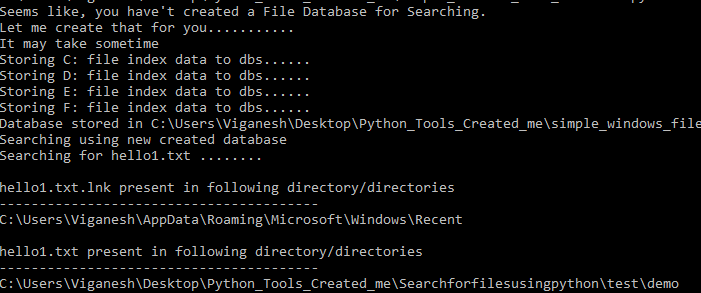 Seems like, you have't created a File Database for Searching.
Let me create that for you...........
It may take sometime
Storing C: file index data to dbs......
Storing D: file index data to dbs......
Storing E: file index data to dbs......
Storing F: file index data to dbs......
Database stored in C:\Users\Viganesh\Desktop\Python_Tools_Created_me\simple_windows_file
Searching using new created database
Searching for hello1.txt ........
hello1.txt.lnk present in following directory/directories
----------------------------------------
C:\Users\Viganesh\AppData\Roaming\Microsoft\Windows\Recent
hello1.txt present in following directory/directories
----------------------------------------
C:\Users\Viganesh\Desktop\Python_Tools_Created_me\Searchforfilesusingpython\test\demo